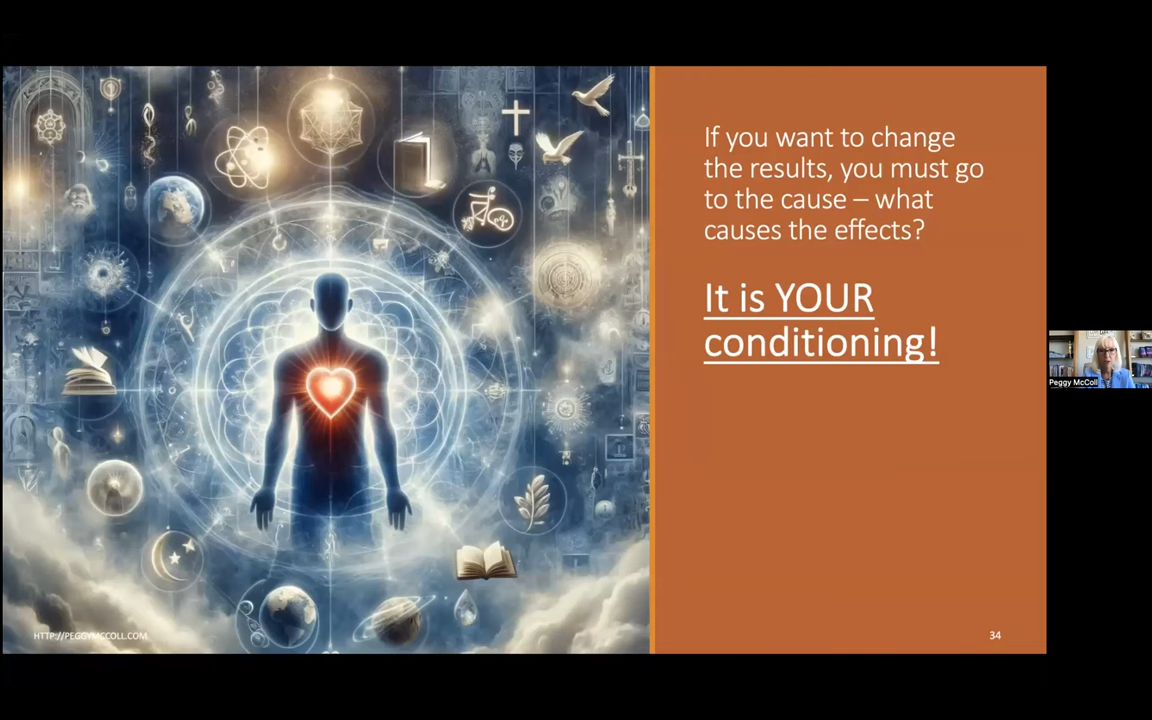 If you want to change
the results, you must go
to the cause – what
causes the effects?
It is YOUR
conditioning!
Peggy McColl
HTTP://PEGGYMCCOLL.COM
34